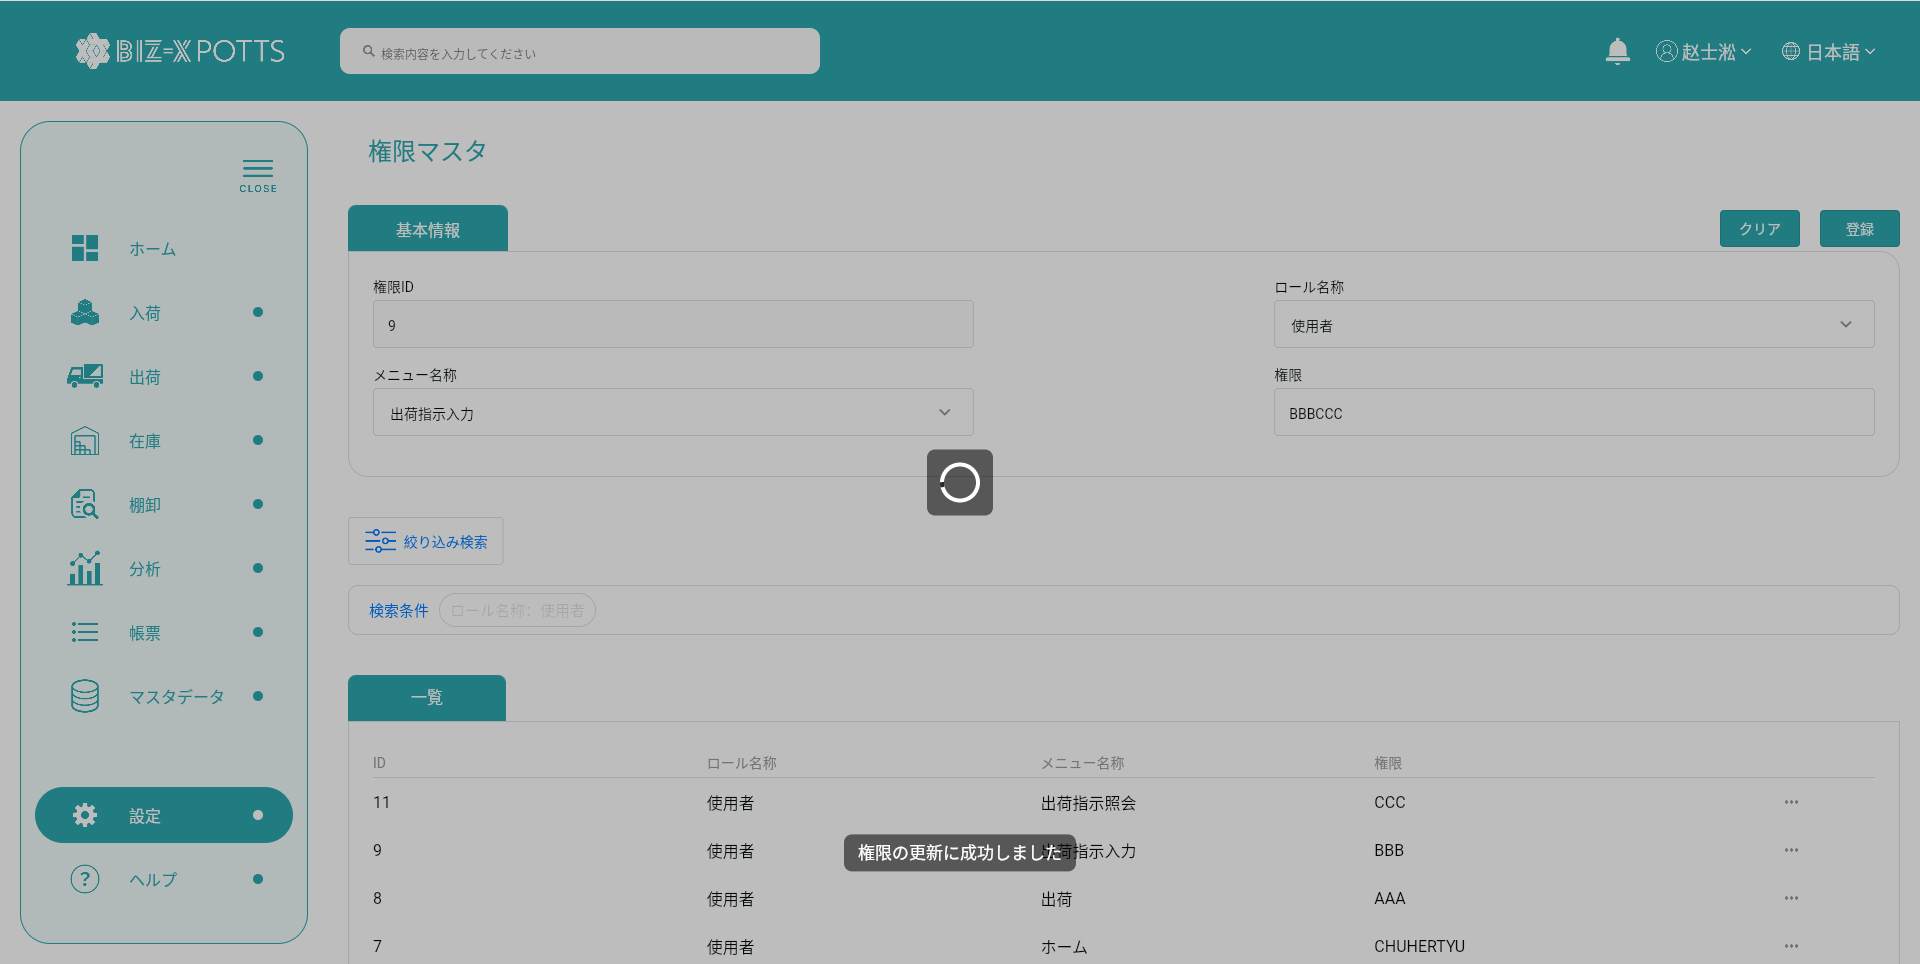 BIZ=X POTTS
検索内容を入力してください
赵士淞
日本語
CLOSE
ホーム
入荷
出荷
在庫
棚卸
分析
帳票
マスタデータ
設定
? ヘルプ
権限マスタ
基本情報
クリア
登録
権限ID
ロール名称
9
使用者
メニュー名称
権限
出荷指示入力
BBBCCC
絞り込み検索
検索条件
ロール名称: 使用者
一覧
ID ロール名称 メニュー名称 権限
11 使用者 出荷指示照会 CCC
9 使用者 出荷指示入力 BBB
権限の更新に成功しました
8 使用者 出荷 AAA
7 使用者 ホーム CHUHERTYU